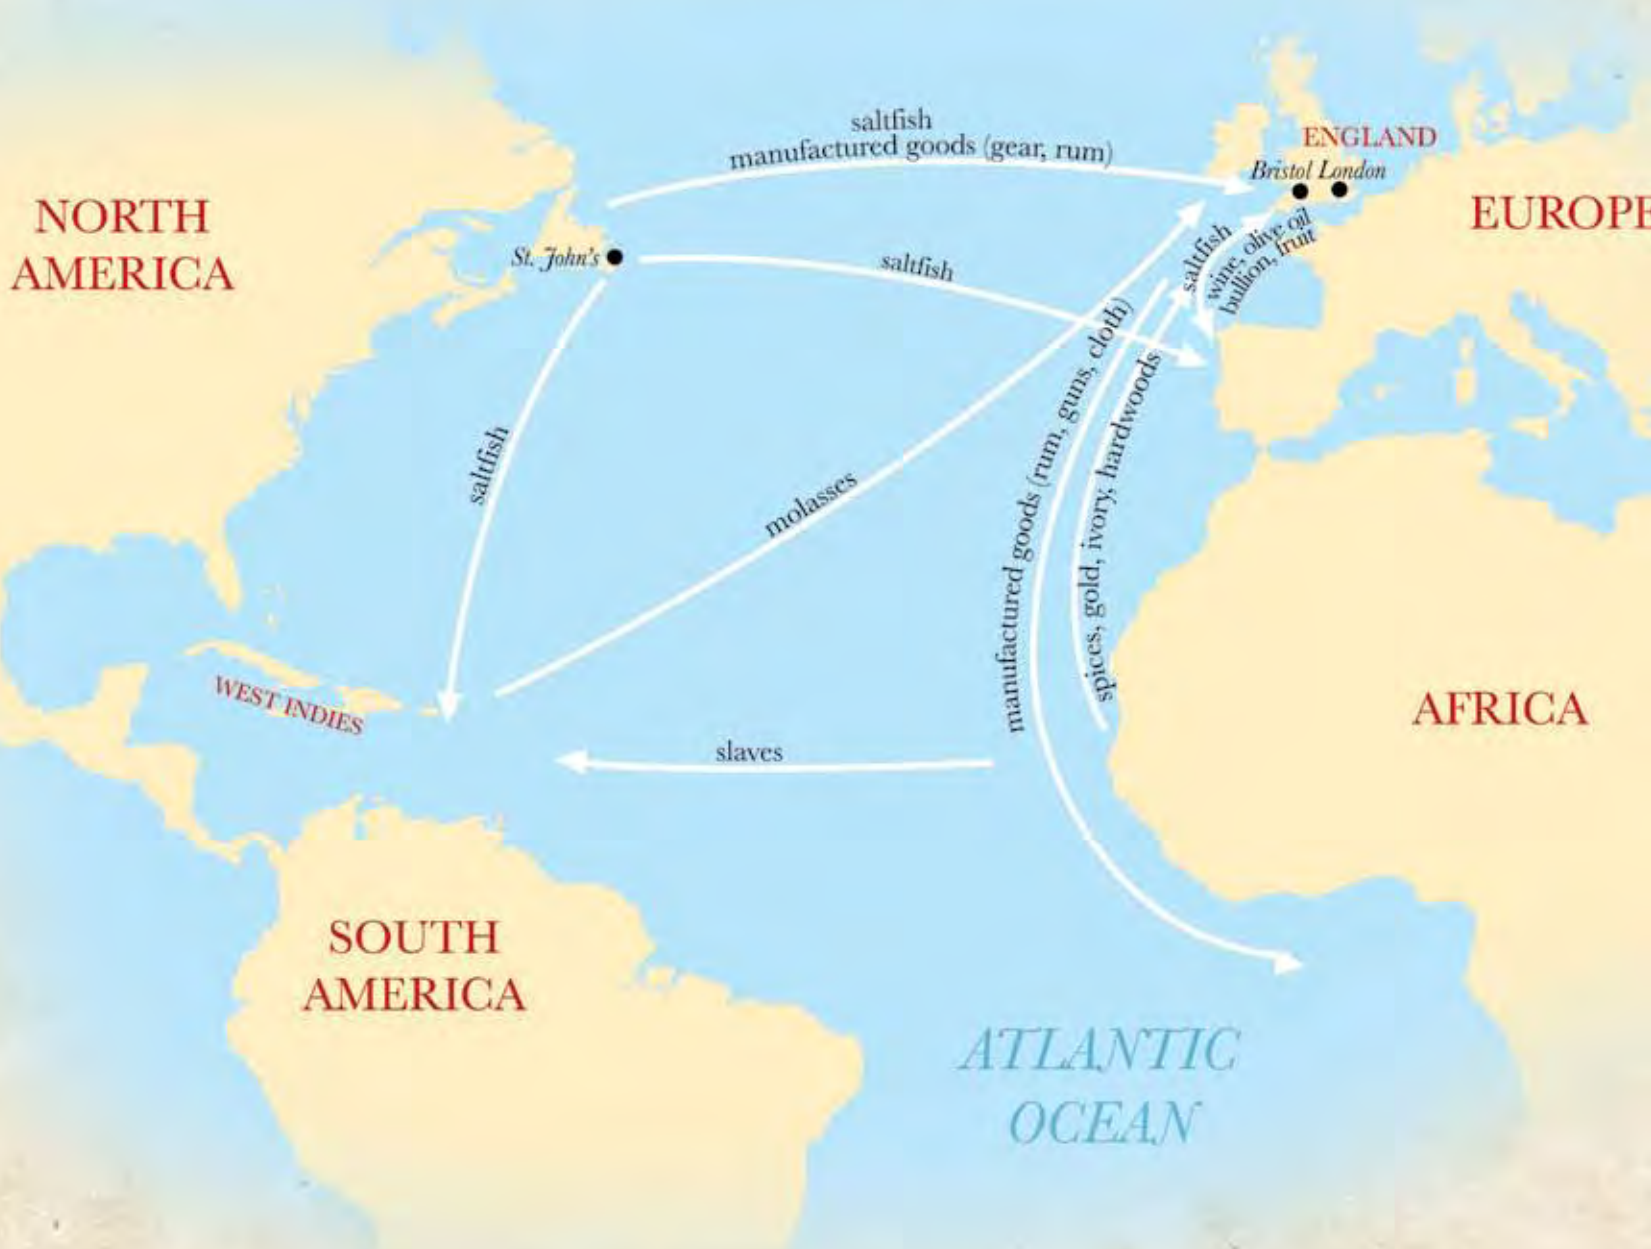 saltfish
manufactured goods (gear, rum)
ENGLAND
Bristol London
NORTH
AMERICA
EUROPE
St. John's
saltfish
saltfish
wine, olive oil
bullion, fruit
saltfish
molasses
manufactured goods (rum, guns, cloth)
spices, gold, ivory, hardwoods
WEST INDIES
slaves
AFRICA
SOUTH
AMERICA
ATLANTIC
OCEAN